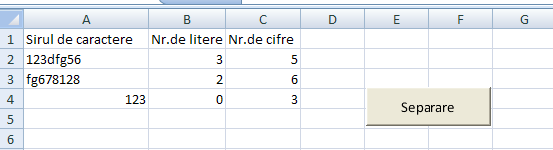 A B C D E F G
1 Sirul de caractere Nr.de litere Nr.de cifre
2 123dfg56 3 5
3 fg678128 2 6
4 123 0 3
Separare
5
6